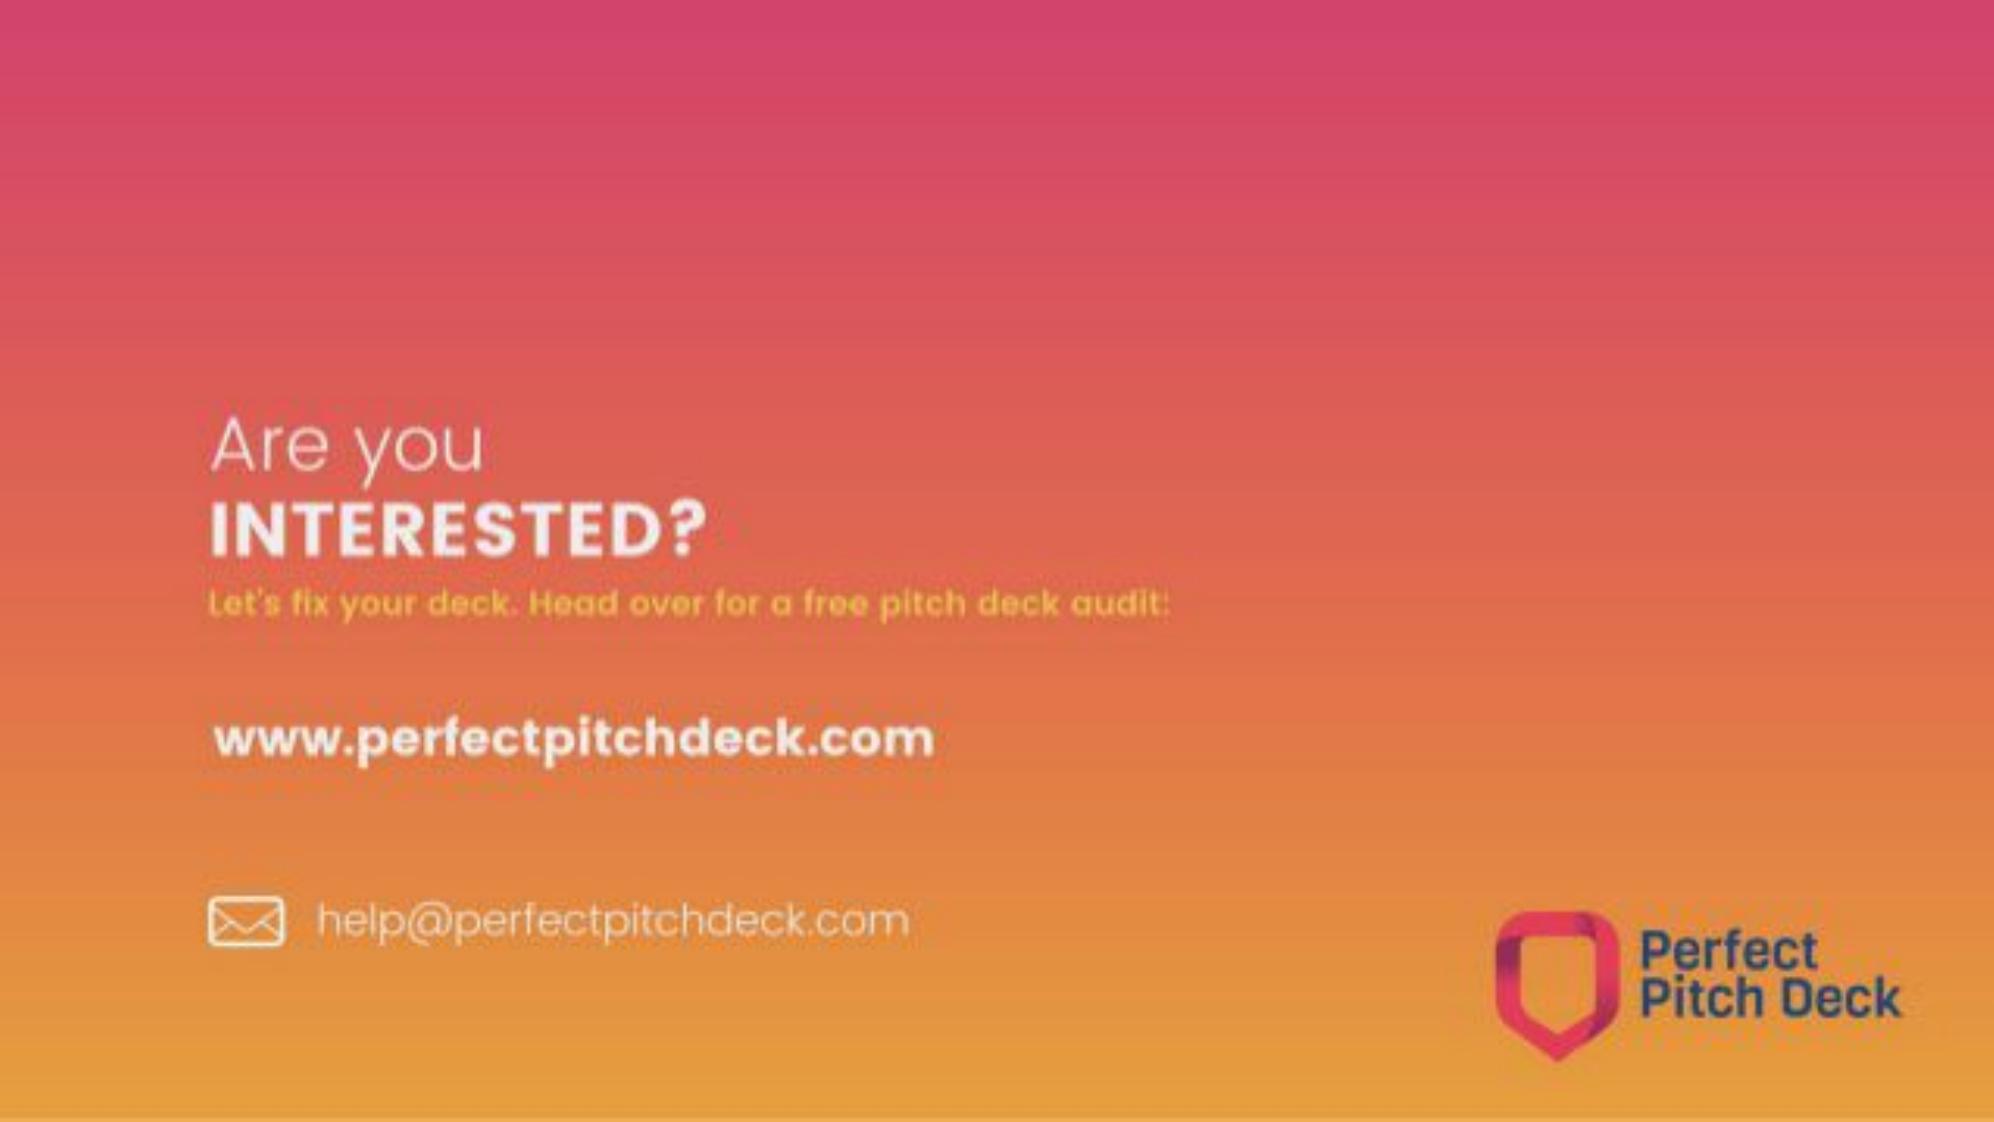 Are you
INTERESTED?
Let's fix your deck. Head over for a free pitch deck audit:
www.perfectpitchdeck.com
help@perfectpitchdeck.com
Perfect
Pitch Deck